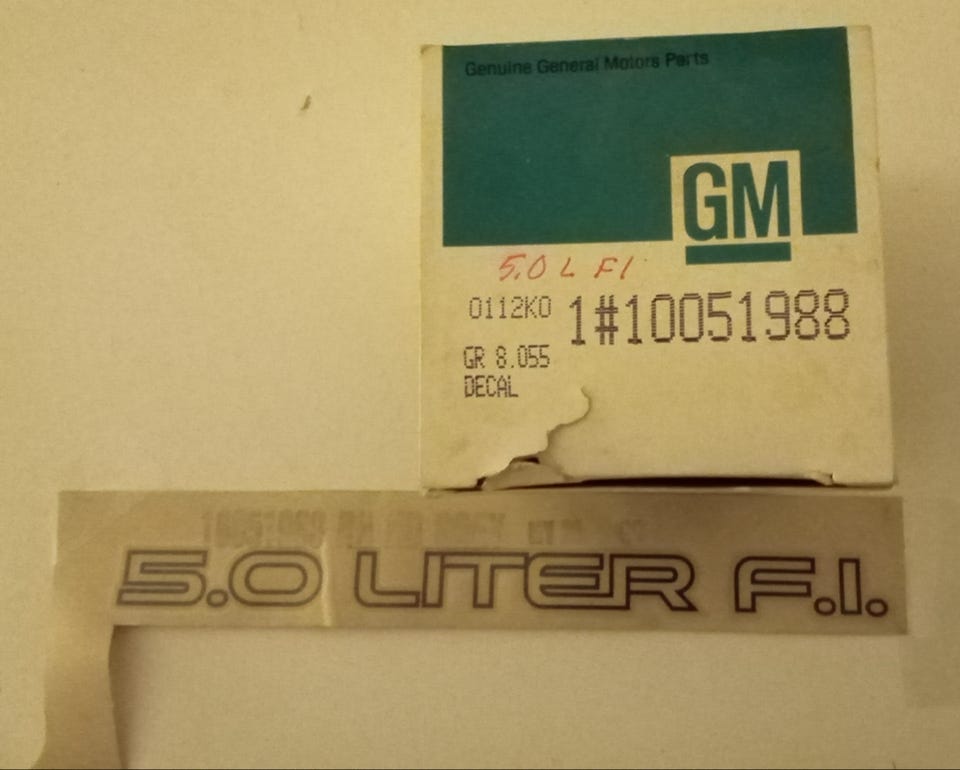 Genuine General Motors Parts
GM
5.0 L FI
0112K0 1#10051988
GR 8.055
DECAL
5.0 LITER F.I.